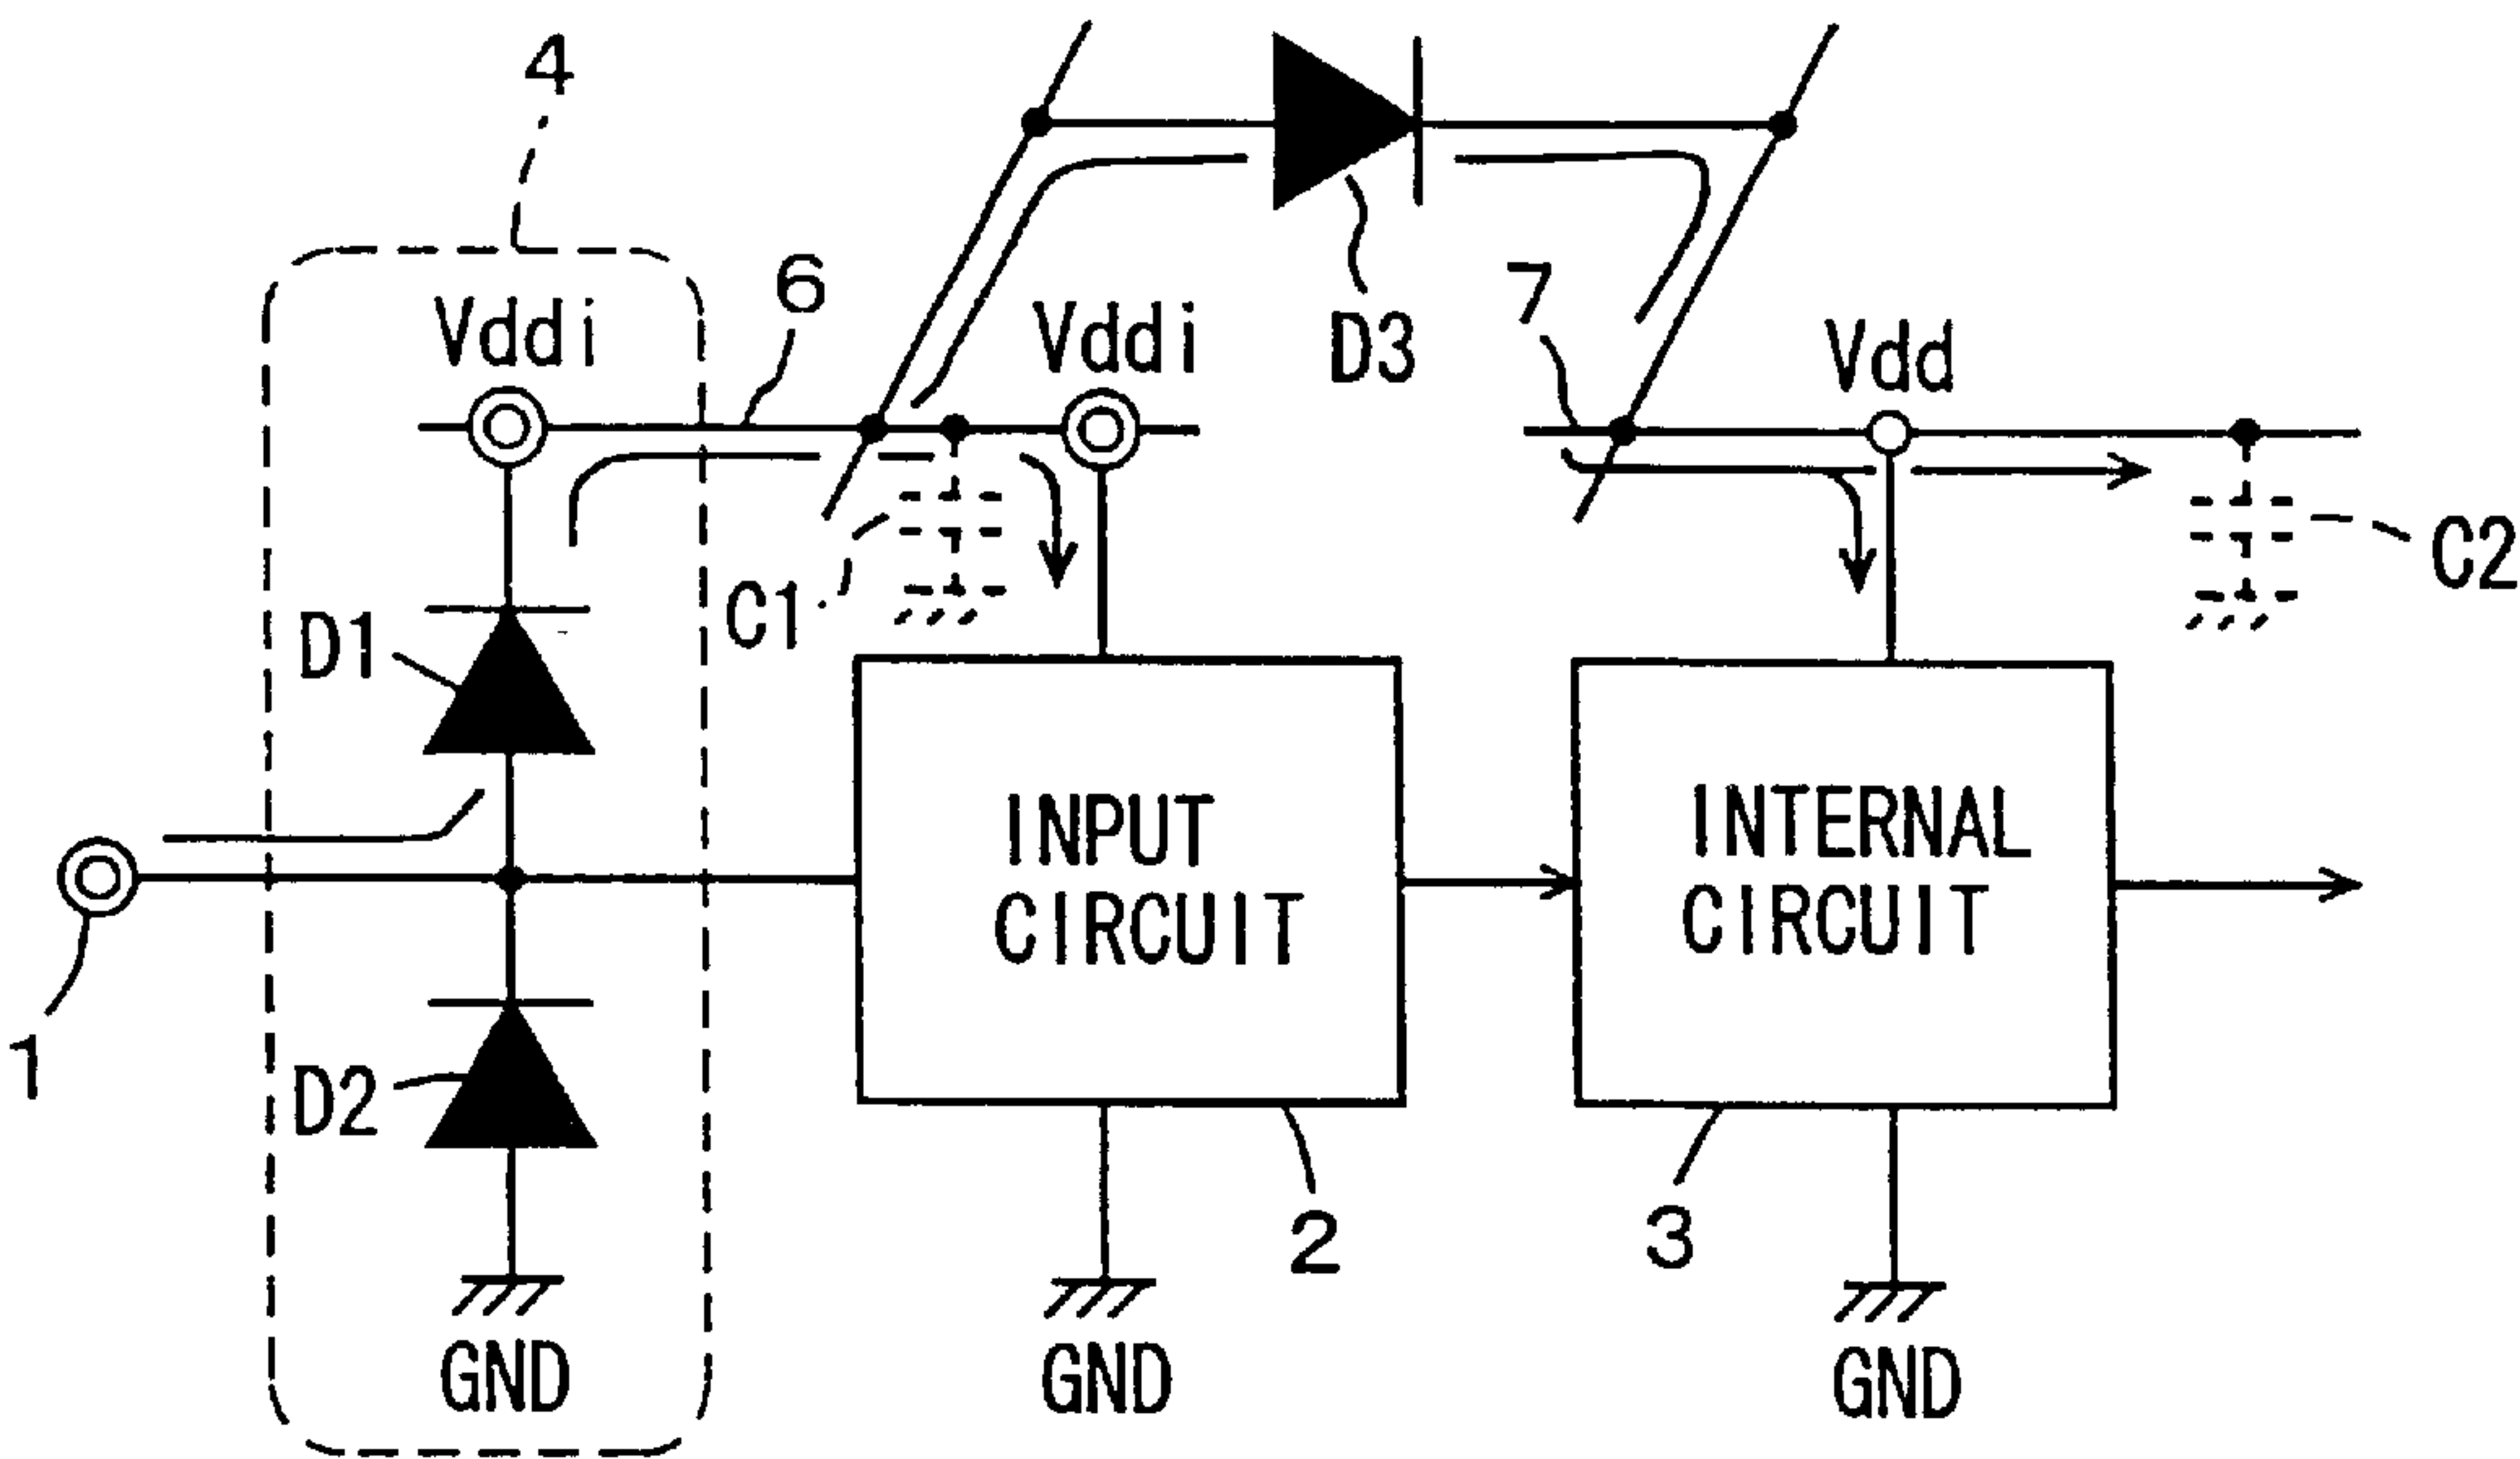 4
6
Vddi
Vddi
D3
7
Vdd
C1
C2
D1
INPUT
CIRCUIT
INTERNAL
CIRCUIT
1
D2
2
3
GND
GND
GND